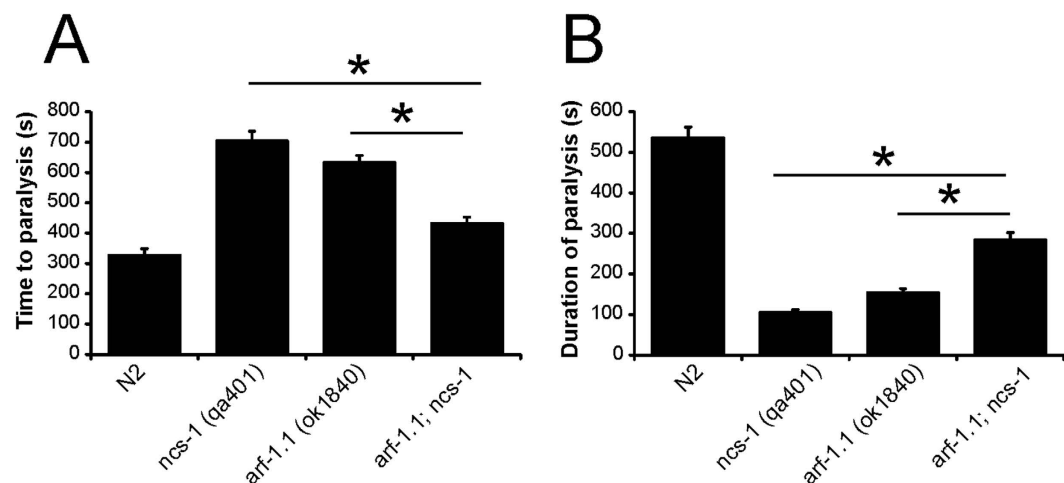 A
Time to paralysis (s)
800
700
600
500
400
300
200
100
0
*
*
N2
ncs-1 (qa401)
arf-1.1 (ok1840)
arf-1.1; ncs-1
B
Duration of paralysis (s)
600
500
400
300
200
100
0
*
*
N2
ncs-1 (qa401)
arf-1.1 (ok1840)
arf-1.1; ncs-1